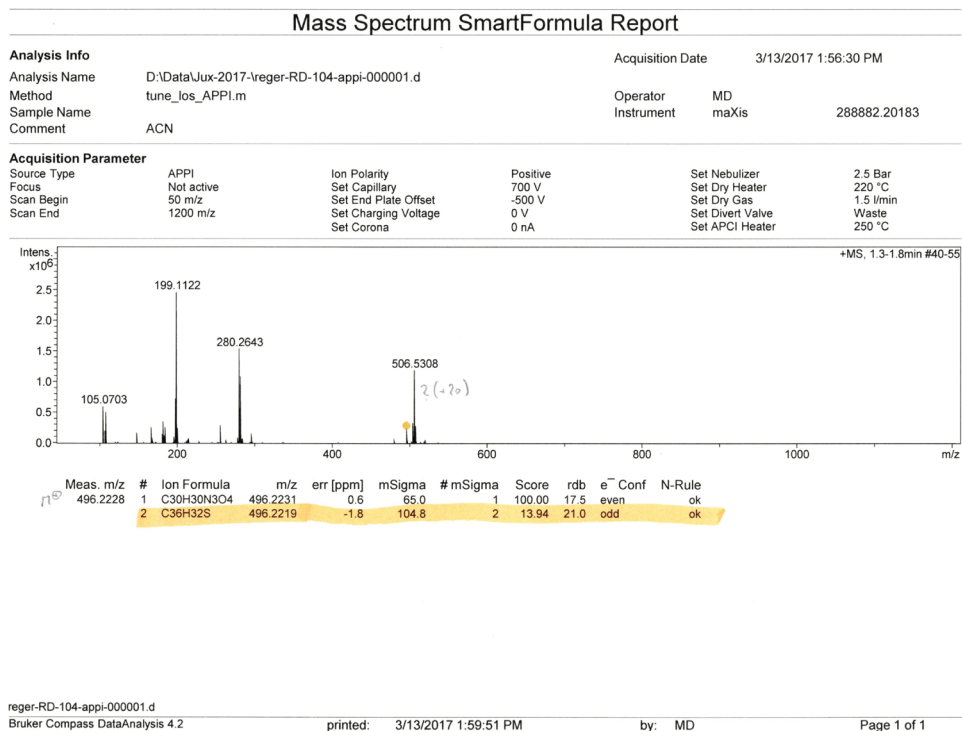 Mass Spectrum SmartFormula Report
Analysis Info
Acquisition Date 3/13/2017 1:56:30 PM
Analysis Name D:\Data\Jux-2017-\reger-RD-104-appi-000001.d
Method tune_los_APPI.m Operator MD
Sample Name Instrument maXis 288882.20183
Comment ACN
Acquisition Parameter
Source Type APPI Ion Polarity Positive Set Nebulizer 2.5 Bar
Focus Not active Set Capillary 700 V Set Dry Heater 220 °C
Scan Begin 50 m/z Set End Plate Offset -500 V Set Dry Gas 1.5 l/min
Scan End 1200 m/z Set Charging Voltage 0 V Set Divert Valve Waste
Set Corona 0 nA Set APCI Heater 250 °C
Intens. +MS, 1.3-1.8min #40-55
x10⁶
2.5
199.1122
2.0
1.5
280.2643
506.5308
1.0
105.0703
0.5
0.0
200 400 600 800 1000 m/z
Meas. m/z # Ion Formula m/z err [ppm] mSigma # mSigma Score rdb e⁻ Conf N-Rule
496.2228 1 C30H30N3O4 496.2231 0.6 65.0 1 100.00 17.5 even ok
2 C36H32S 496.2219 -1.8 104.8 2 13.94 21.0 odd ok
reger-RD-104-appi-000001.d
Bruker Compass DataAnalysis 4.2 printed: 3/13/2017 1:59:51 PM by: MD Page 1 of 1